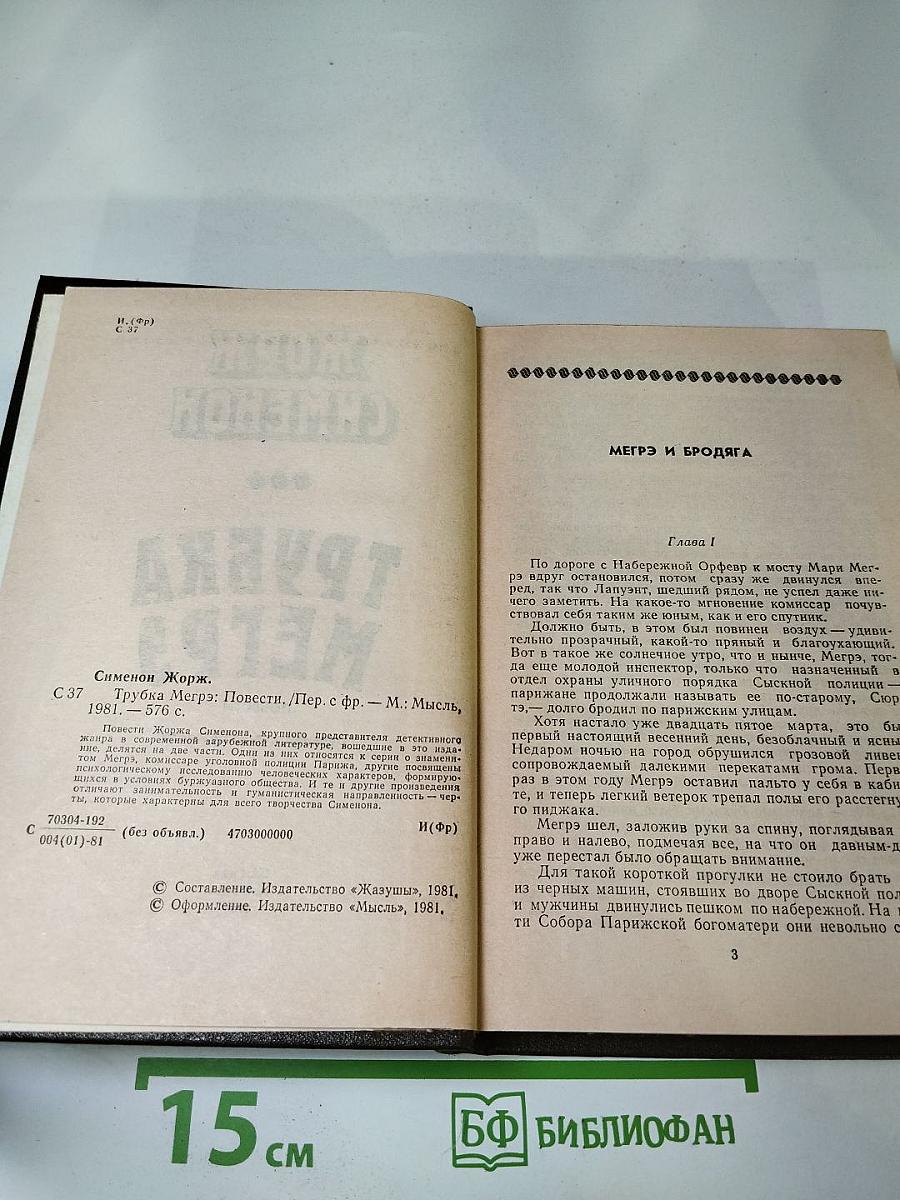 И. (Фр)
С 37
Сименон Жорж.
С 37 Трубка Мегрэ: Повести. /Пер. с фр. — М.: Мысль,
1981. — 576 с.
Повести Жоржа Сименона, крупного представителя детективного
жанра в современной зарубежной литературе, вошедшие в это изда-
ние, делятся на две части. Одни из них относятся к серии о знамени-
том Мегрэ, комиссаре уголовной полиции Парижа, другие посвящены
психологическому исследованию человеческих характеров, формирую-
щихся в условиях буржуазного общества. И те и другие произведения
отличают занимательность и гуманистическая направленность — чер-
ты, которые характерны для всего творчества Сименона.
С 70304-192
004(01)-81 (без объявл.) 4703000000 И(Фр)
© Составление. Издательство «Жазушы», 1981.
© Оформление. Издательство «Мысль», 1981.
МЕГРЭ И БРОДЯГА
Глава I
По дороге с Набережной Орфевр к мосту Мари Мег-
рэ вдруг остановился, потом сразу же двинулся впе-
ред, так что Лапуэнт, шедший рядом, не успел даже ни-
чего заметить. На какое-то мгновение комиссар почув-
ствовал себя таким же юным, как и его спутник.
Должно быть, в этом был повинен воздух — удиви-
тельно прозрачный, какой-то пряный и благоухающий.
Вот в такое же солнечное утро, что и нынче, Мегрэ, тог-
да еще молодой инспектор, только что назначенный в
отдел охраны уличного порядка Сыскной полиции —
парижане продолжали называть ее по-старому, Сюр-
тэ,— долго бродил по парижским улицам.
Хотя настало уже двадцать пятое марта, это бы
первый настоящий весенний день, безоблачный и ясны
Недаром ночью на город обрушился грозовой ливе
сопровождаемый далекими перекатами грома. Перв
раз в этом году Мегрэ оставил пальто у себя в каби
те, и теперь легкий ветерок трепал полы его расстегну
го пиджака.
Мегрэ шел, заложив руки за спину, поглядывая
право и налево, подмечая все, на что он давным-д
уже перестал было обращать внимание.
Для такой короткой прогулки не стоило брать
из черных машин, стоявших во дворе Сыскной пол
и мужчины двинулись пешком по набережной. На
ти Собора Парижской богоматери они невольно с
3
15 см
БФ БИБЛИОФАН